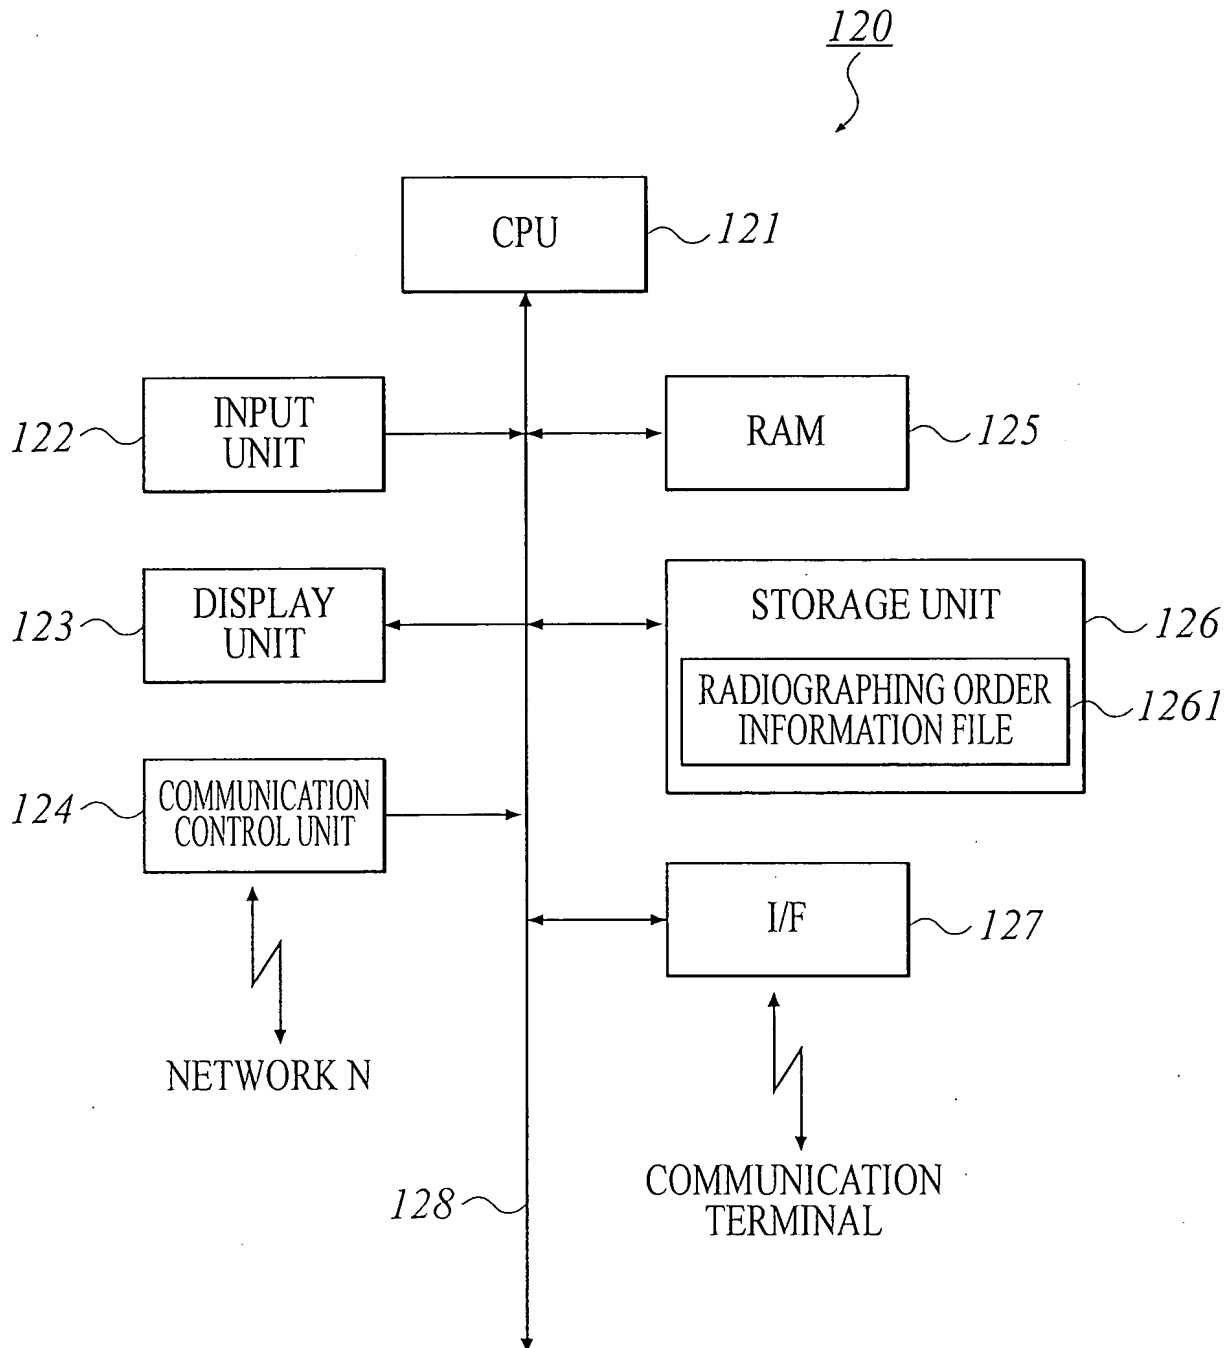 120
CPU
121
INPUT
UNIT
122
RAM
125
DISPLAY
UNIT
123
STORAGE UNIT
126
RADIOGRAPHING ORDER
INFORMATION FILE
1261
COMMUNICATION
CONTROL UNIT
124
I/F
127
NETWORK N
COMMUNICATION
TERMINAL
128